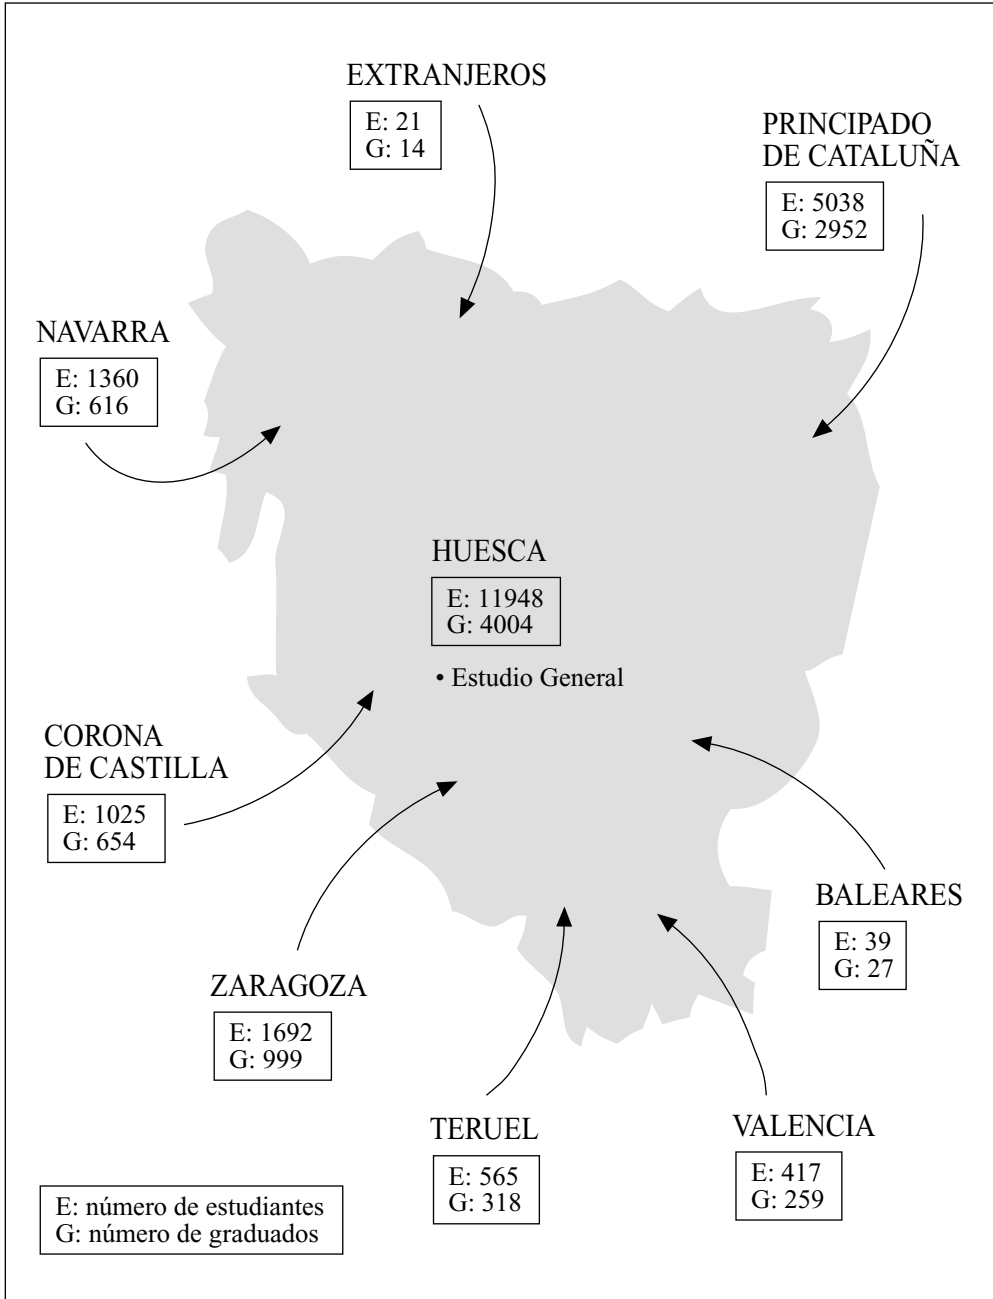 EXTRANJEROS
E: 21
G: 14
PRINCIPADO
DE CATALUÑA
E: 5038
G: 2952
NAVARRA
E: 1360
G: 616
HUESCA
E: 11948
G: 4004
• Estudio General
CORONA
DE CASTILLA
E: 1025
G: 654
BALEARES
E: 39
G: 27
ZARAGOZA
E: 1692
G: 999
TERUEL
E: 565
G: 318
VALENCIA
E: 417
G: 259
E: número de estudiantes
G: número de graduados